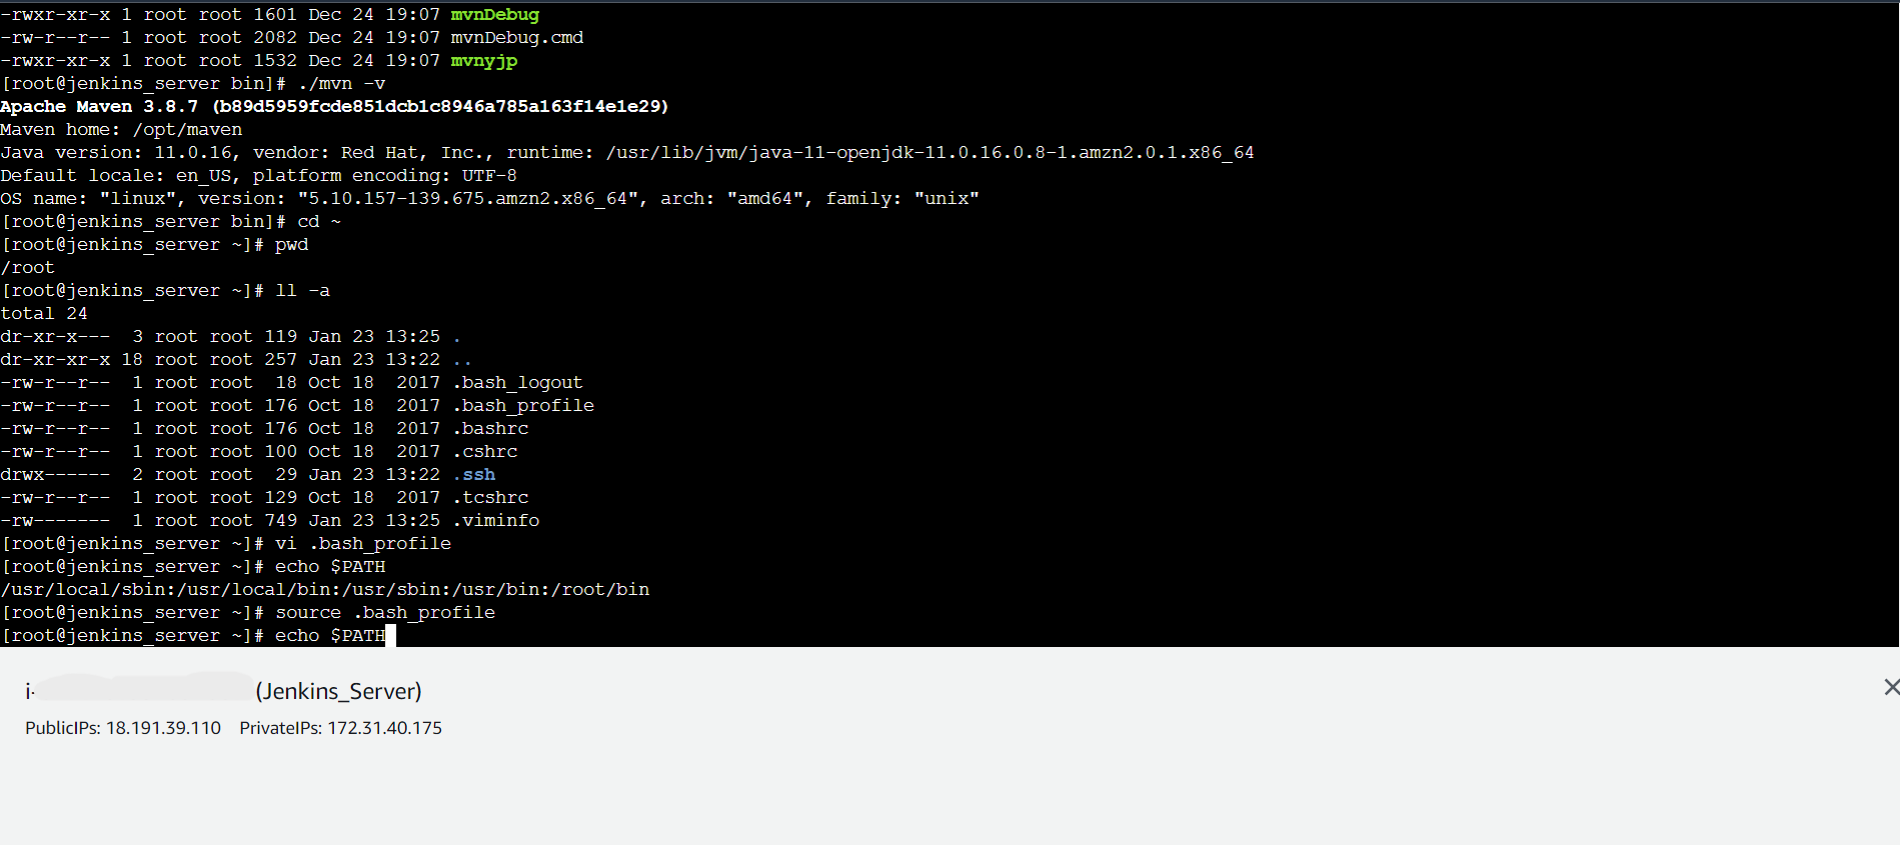 -rwxr-xr-x 1 root root 1601 Dec 24 19:07 mvnDebug
-rw-r--r-- 1 root root 2082 Dec 24 19:07 mvnDebug.cmd
-rwxr-xr-x 1 root root 1532 Dec 24 19:07 mvnyjp
[root@jenkins_server bin]# ./mvn -v
Apache Maven 3.8.7 (b89d5959fcde851dcb1c8946a785a163f14e1e29)
Maven home: /opt/maven
Java version: 11.0.16, vendor: Red Hat, Inc., runtime: /usr/lib/jvm/java-11-openjdk-11.0.16.0.8-1.amzn2.0.1.x86_64
Default locale: en_US, platform encoding: UTF-8
OS name: "linux", version: "5.10.157-139.675.amzn2.x86_64", arch: "amd64", family: "unix"
[root@jenkins_server bin]# cd ~
[root@jenkins_server ~]# pwd
/root
[root@jenkins_server ~]# ll -a
total 24
dr-xr-x---  3 root root 119 Jan 23 13:25 .
dr-xr-xr-x 18 root root 257 Jan 23 13:22 ..
-rw-r--r--  1 root root  18 Oct 18  2017 .bash_logout
-rw-r--r--  1 root root 176 Oct 18  2017 .bash_profile
-rw-r--r--  1 root root 176 Oct 18  2017 .bashrc
-rw-r--r--  1 root root 100 Oct 18  2017 .cshrc
drwx------  2 root root  29 Jan 23 13:22 .ssh
-rw-r--r--  1 root root 129 Oct 18  2017 .tcshrc
-rw-------  1 root root 749 Jan 23 13:25 .viminfo
[root@jenkins_server ~]# vi .bash_profile
[root@jenkins_server ~]# echo $PATH
/usr/local/sbin:/usr/local/bin:/usr/sbin:/usr/bin:/root/bin
[root@jenkins_server ~]# source .bash_profile
[root@jenkins_server ~]# echo $PATH
i- (Jenkins_Server)
PublicIPs: 18.191.39.110 PrivateIPs: 172.31.40.175